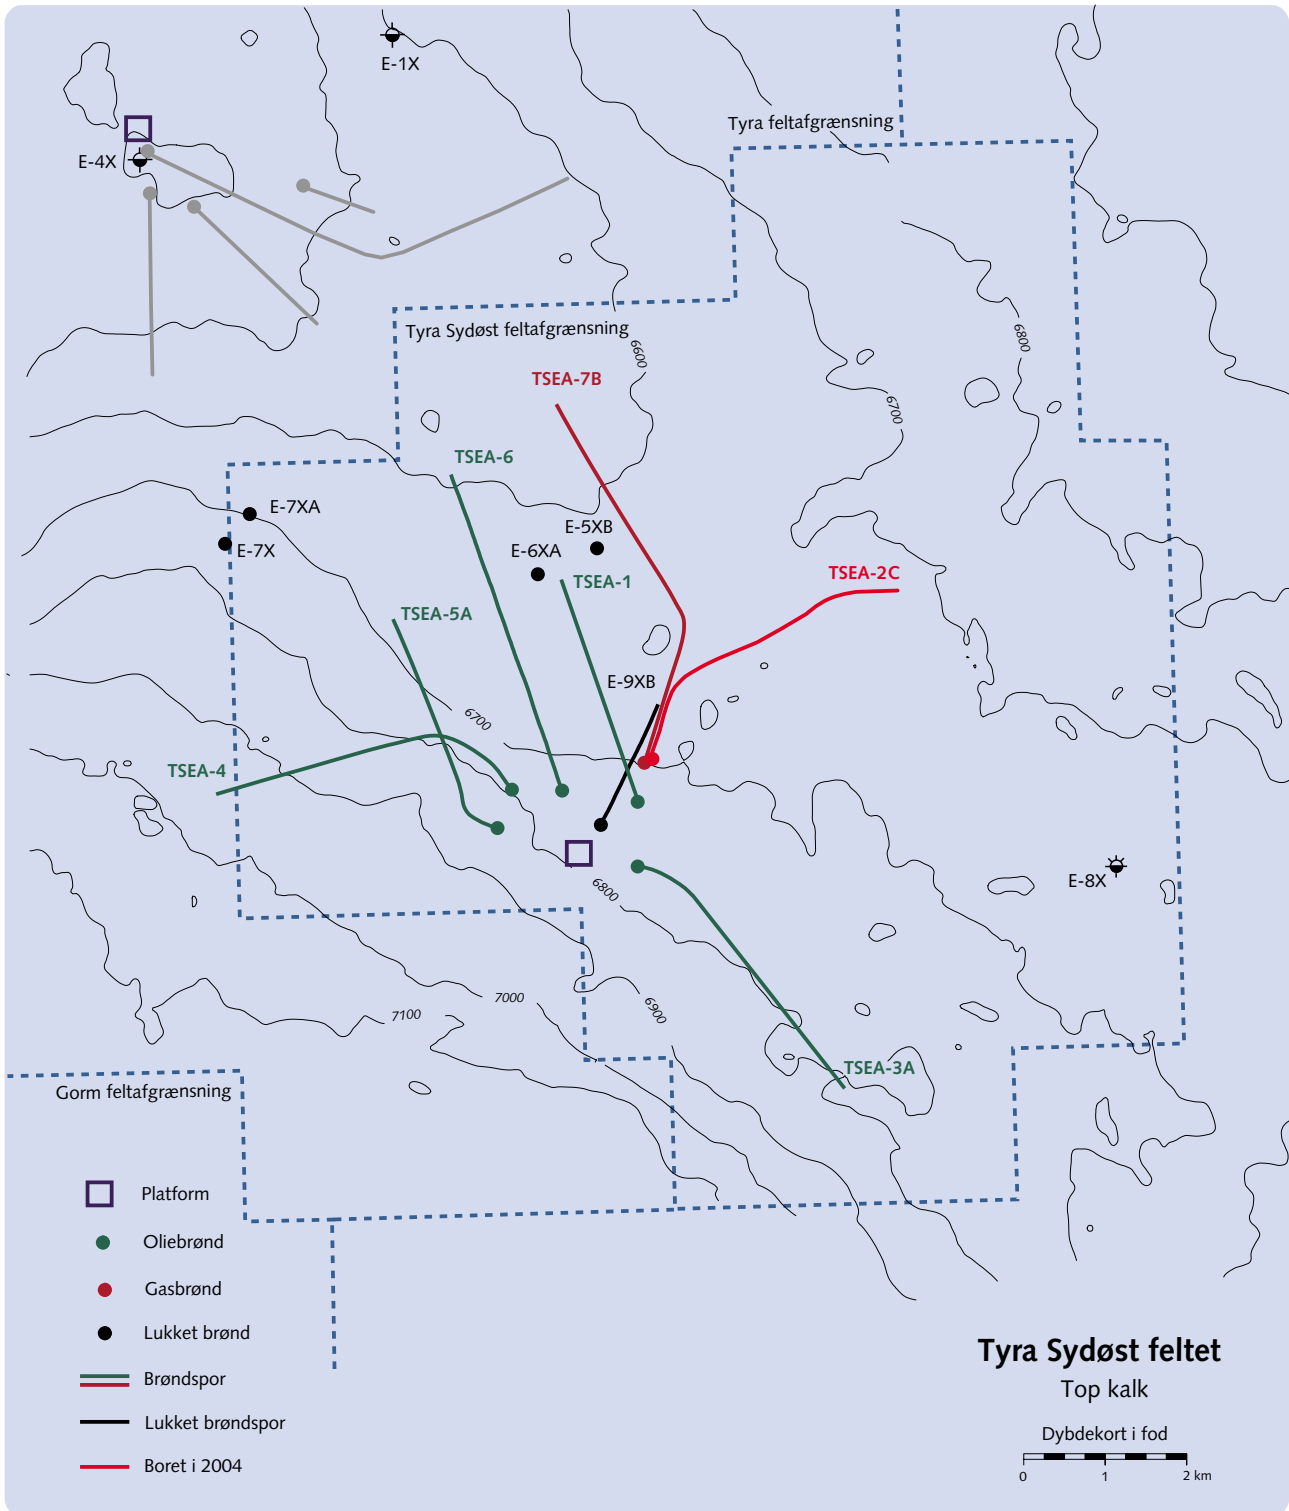 E-1X
Tyra feltafgrænsning
E-4X
Tyra Sydøst feltafgrænsning
6600
6800
TSEA-7B
6700
TSEA-6
E-7XA
E-5XB
E-7X
E-6XA
TSEA-2C
TSEA-1
TSEA-5A
E-9XB
6700
TSEA-4
E-8X
6800
7000
6900
7100
TSEA-3A
Gorm feltafgrænsning
Platform
Oliebrønd
Gasbrønd
Lukket brønd
Brøndspor
Lukket brøndspor
Boret i 2004
Tyra Sydøst feltet
Top kalk
Dybdekort i fod
0 1 2 km